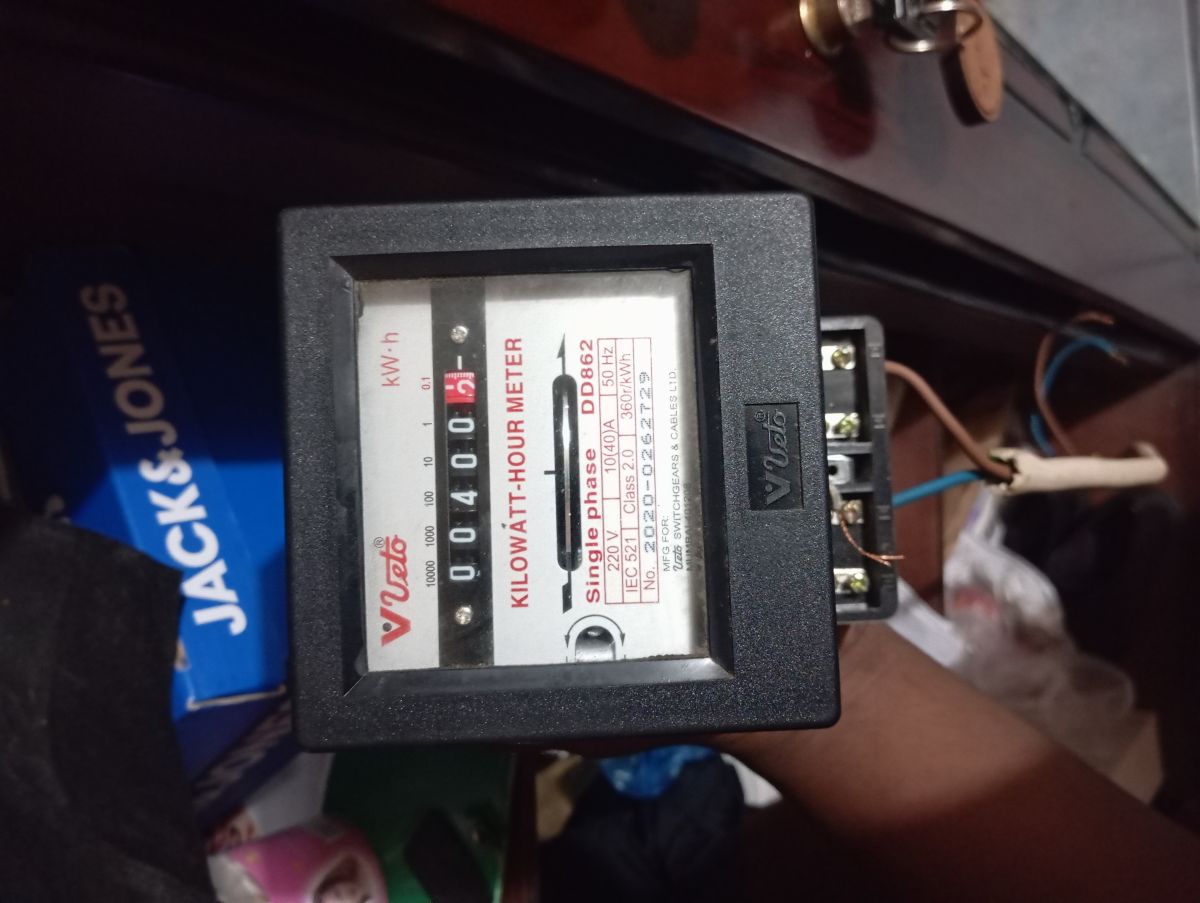 V Veto®
kW·h
10000 1000 100 10 1 0.1
0 0 4 0 0 2
KILOWATT-HOUR METER
Single phase DD862
220 V 10(40)A 50 Hz
IEC 521 Class 2.0 360r/kWh
No. 2020-0262729
MFG FOR:
Veto SWITCHGEARS & CABLES LTD.
V Veto®
JACK&JONES